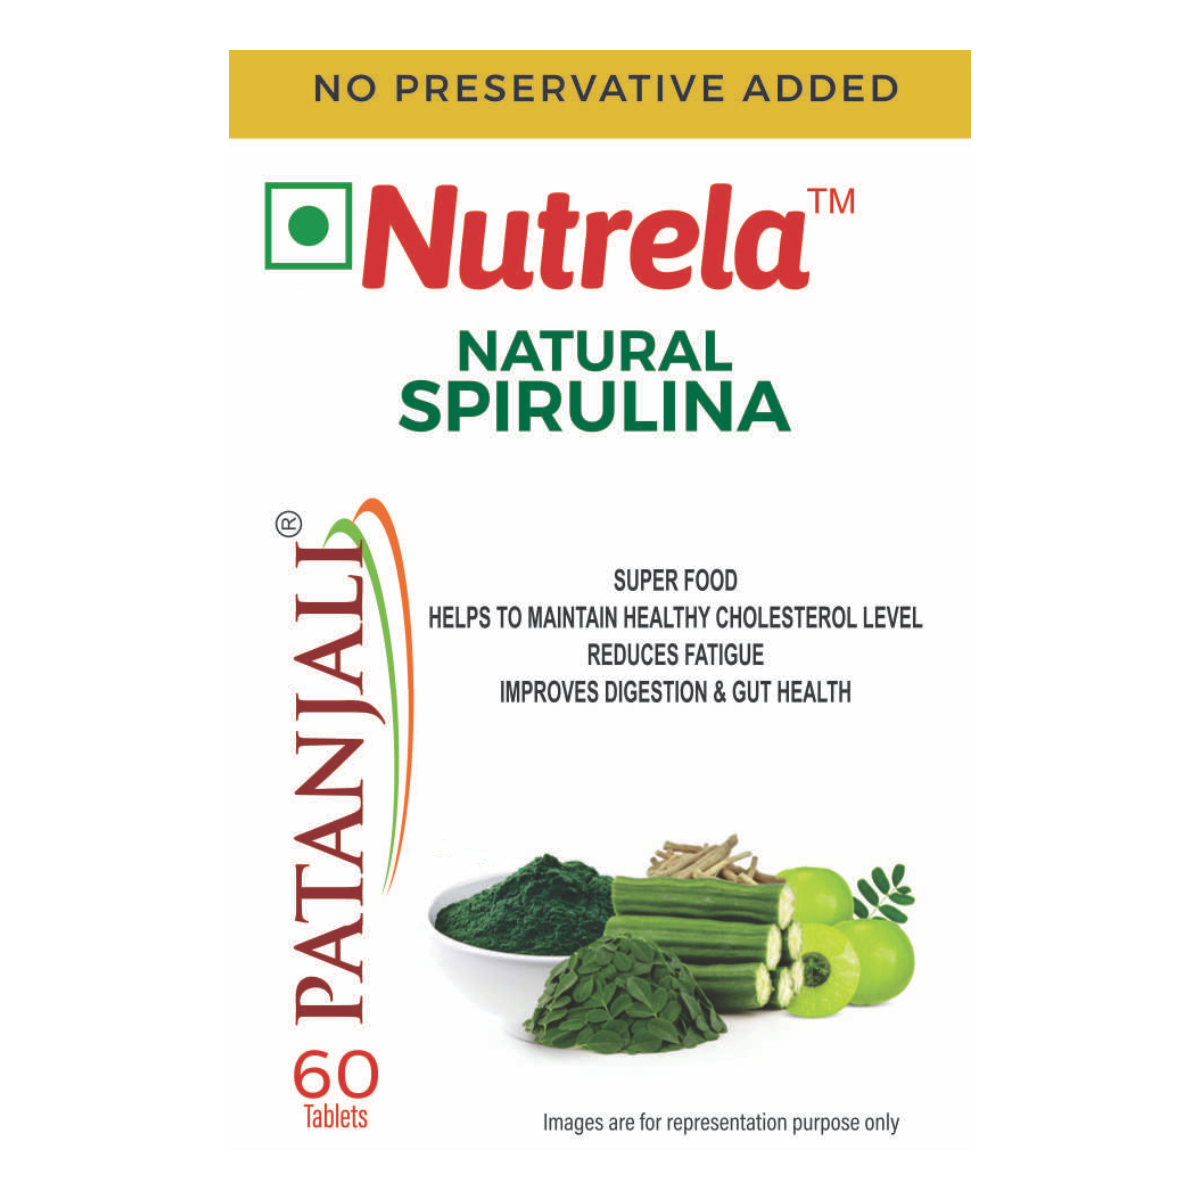 NO PRESERVATIVE ADDED
Nutrela™
NATURAL
SPIRULINA
PATANJALI®
SUPER FOOD
HELPS TO MAINTAIN HEALTHY CHOLESTEROL LEVEL
REDUCES FATIGUE
IMPROVES DIGESTION & GUT HEALTH
60
Tablets
Images are for representation purpose only